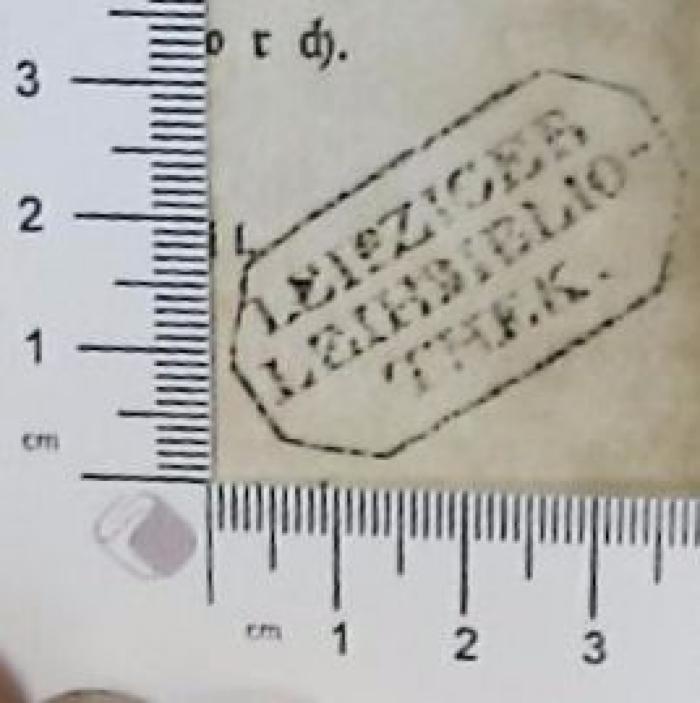 o r d).
LEIPZIGER
LEIHBIBLIO-
THEK.
3
2
1
cm
cm
1
2
3